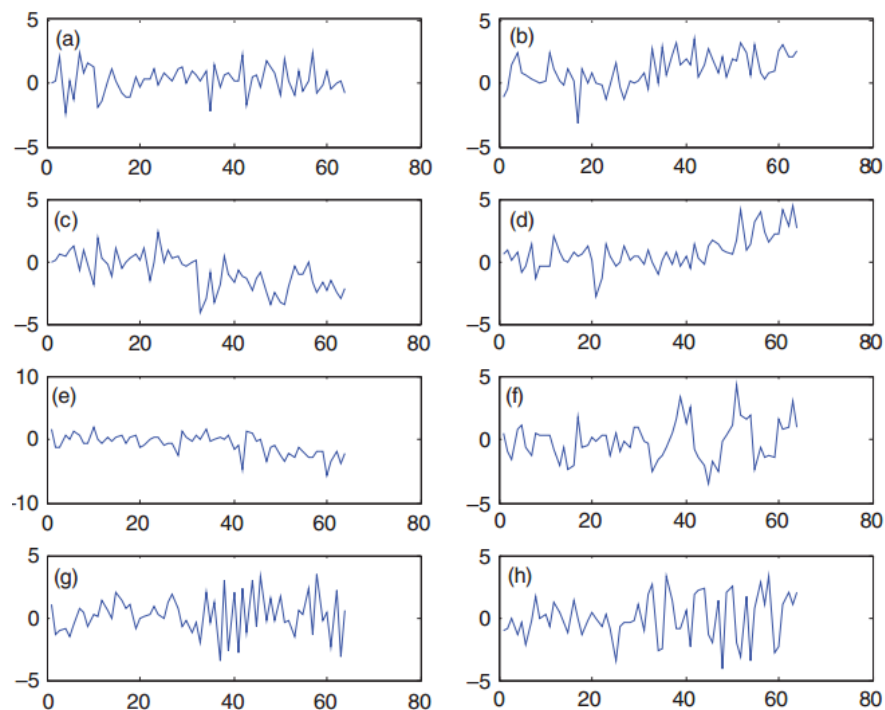 5 (a) 0 –5 0 20 40 60 80
5 (b) 0 –5 0 20 40 60 80
5 (c) 0 –5 0 20 40 60 80
5 (d) 0 –5 0 20 40 60 80
10 (e) 0 -10 0 20 40 60 80
5 (f) 0 –5 0 20 40 60 80
5 (g) 0 –5 0 20 40 60 80
5 (h) 0 –5 0 20 40 60 80